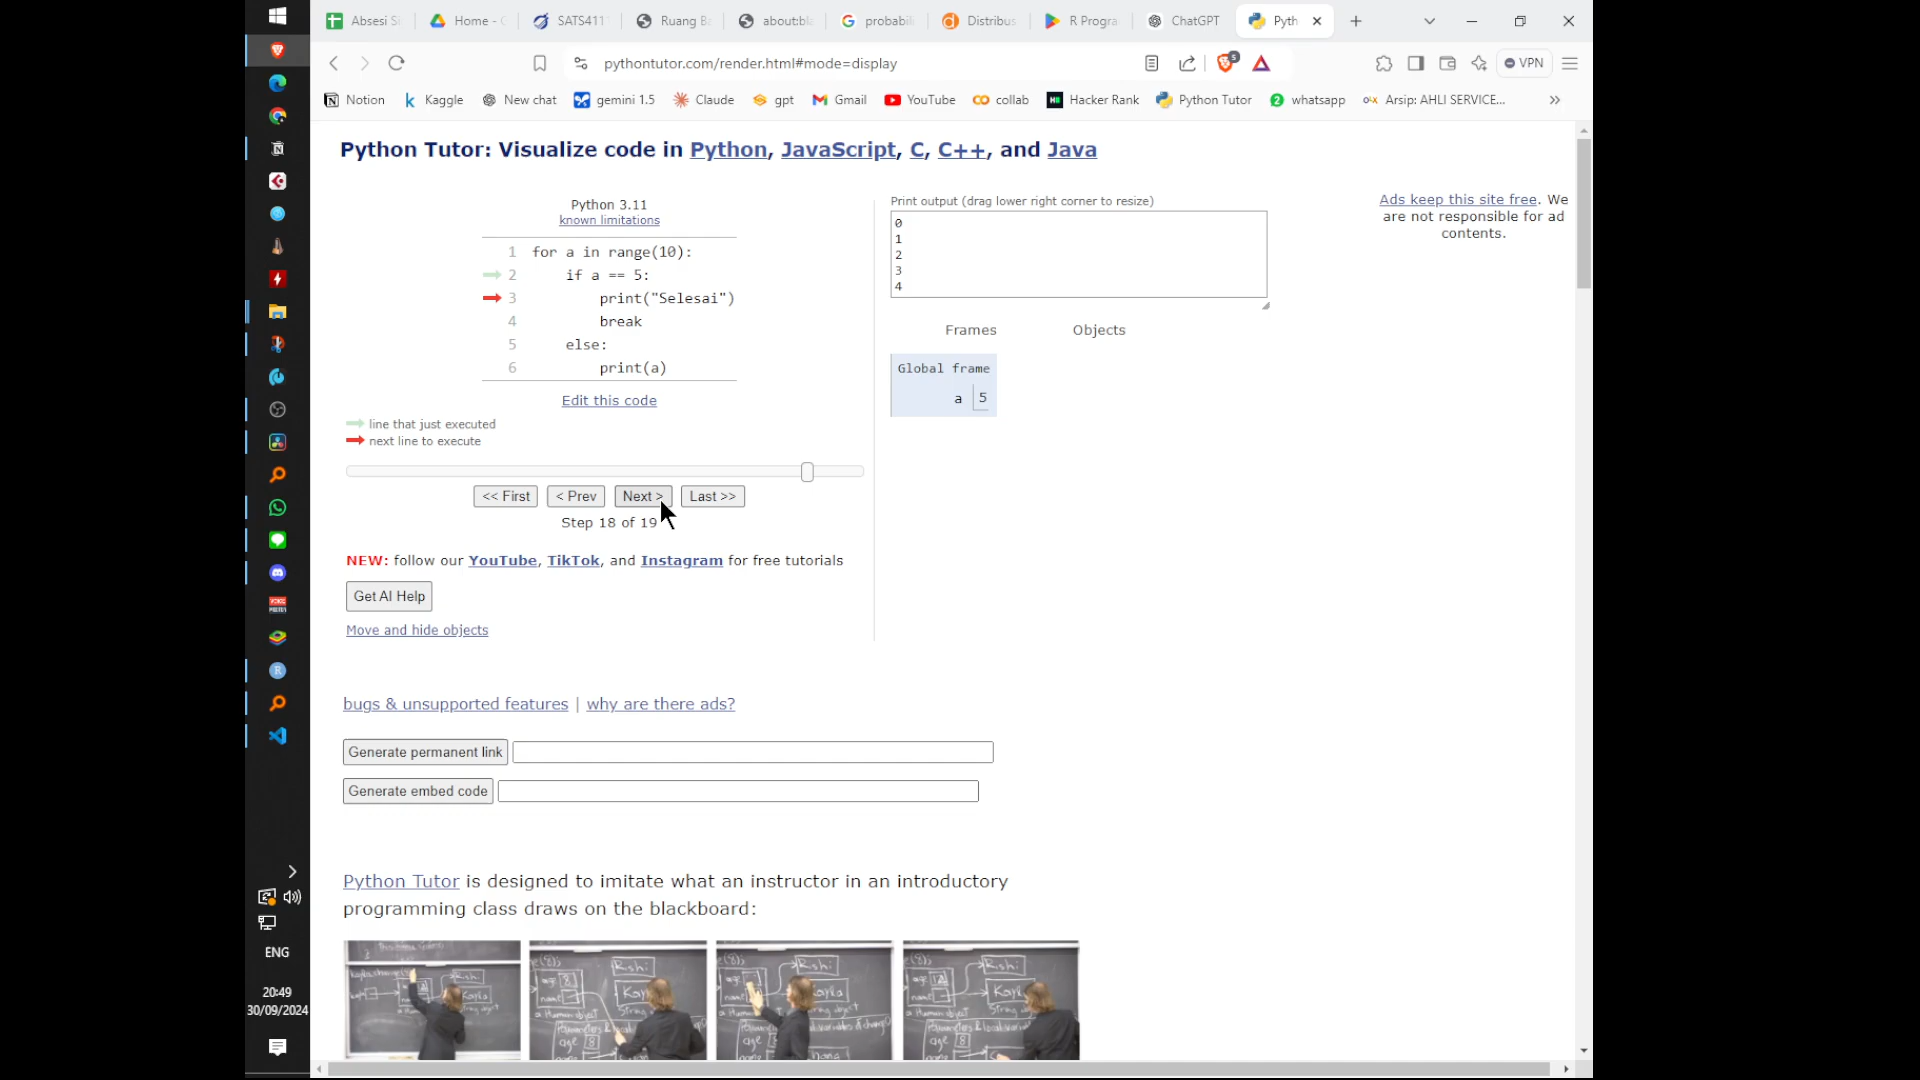 Absesi Si
Home - G
SATS411
Ruang Ba
about:bla
probabili
Distribus
R Progra
ChatGPT
Pyth
pythontutor.com/render.html#mode=display
VPN
Notion
Kaggle
New chat
gemini 1.5
Claude
gpt
Gmail
YouTube
colab
Hacker Rank
Python Tutor
whatsapp
Arsip: AHLI SERVICE...
Python Tutor: Visualize code in Python, JavaScript, C, C++, and Java
Python 3.11
known limitations
1 for a in range(10):
2 if a == 5:
3 print("Selesai")
4 break
5 else:
6 print(a)
Edit this code
line that just executed
next line to execute
<< First
< Prev
Next >
Last >>
Step 18 of 19
NEW: follow our YouTube, TikTok, and Instagram for free tutorials
Get AI Help
Move and hide objects
Print output (drag lower right corner to resize)
0
1
2
3
4
Frames Objects
Global frame
a 5
Ads keep this site free. We
are not responsible for ad
contents.
bugs & unsupported features | why are there ads?
Generate permanent link
Generate embed code
Python Tutor is designed to imitate what an instructor in an introductory
programming class draws on the blackboard:
ENG
20:49
30/09/2024